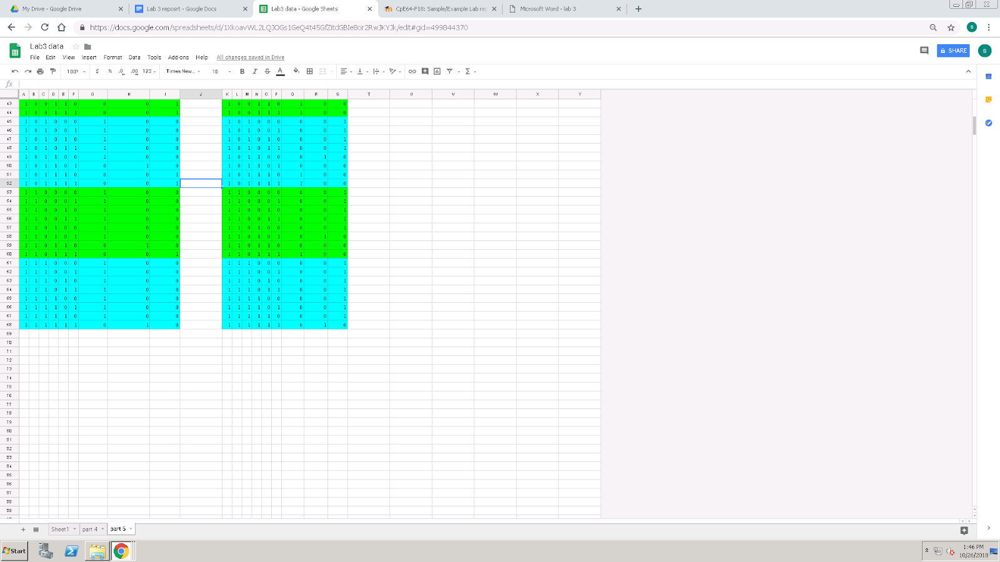 My Drive - Google Drive
Lab 3 reposrt - Google Docs
Lab3 data - Google Sheets
CpE64-F18: Sample/Example Lab re
Microsoft Word - lab 3
https://docs.google.com/spreadsheets/d/1XkoavWL2LQJOGs1GeQ4t45GfZitdGBIeBor2RwJKYJk/edit#gid=499844370
S
Lab3 data
SHARE
S
File Edit View Insert Format Data Tools Add-ons Help All changes saved in Drive
100% $ % .0 .00 123 Times New... 10 B I S A
fx
A B C D E F G H I J K L M N O P Q R S T U V W X Y
43 1 0 0 1 1 0 0 0 1 1 0 0 1 1 0 1 0 0
44 1 0 0 1 1 1 0 0 1 1 0 0 1 1 1 1 0 0
45 1 0 1 0 0 0 1 0 0 1 0 1 0 0 0 0 0 1
46 1 0 1 0 0 1 1 0 0 1 0 1 0 0 1 0 0 1
47 1 0 1 0 1 0 1 0 0 1 0 1 0 1 0 0 0 1
48 1 0 1 0 1 1 1 0 0 1 0 1 0 1 1 0 0 1
49 1 0 1 1 0 0 1 0 0 1 0 1 1 0 0 0 1 0
50 1 0 1 1 0 1 0 1 0 1 0 1 1 0 1 0 0 0
51 1 0 1 1 1 0 0 0 1 1 0 1 1 1 0 1 0 0
52 1 0 1 1 1 1 0 0 1 1 0 1 1 1 1 1 0 0
53 1 1 0 0 0 0 1 0 0 1 1 0 0 0 0 0 0 1
54 1 1 0 0 0 1 1 0 0 1 1 0 0 0 1 0 0 1
55 1 1 0 0 1 0 1 0 0 1 1 0 0 1 0 0 0 1
56 1 1 0 0 1 1 1 0 0 1 1 0 0 1 1 0 0 1
57 1 1 0 1 0 0 1 0 0 1 1 0 1 0 0 0 0 1
58 1 1 0 1 0 1 1 0 0 1 1 0 1 0 1 0 1 0
59 1 1 0 1 1 0 0 1 0 1 1 0 1 1 0 0 0 0
60 1 1 0 1 1 1 0 0 1 1 1 0 1 1 1 1 0 0
61 1 1 1 0 0 0 1 0 0 1 1 1 0 0 0 0 0 1
62 1 1 1 0 0 1 1 0 0 1 1 1 0 0 1 0 0 1
63 1 1 1 0 1 0 1 0 0 1 1 1 0 1 0 0 0 1
64 1 1 1 0 1 1 1 0 0 1 1 1 0 1 1 0 0 1
65 1 1 1 1 0 0 1 0 0 1 1 1 1 0 0 0 0 1
66 1 1 1 1 0 1 1 0 0 1 1 1 1 0 1 0 0 1
67 1 1 1 1 1 0 1 0 0 1 1 1 1 1 0 0 0 1
68 1 1 1 1 1 1 0 1 0 1 1 1 1 1 1 0 1 0
69
70
71
72
73
74
75
76
77
78
79
80
81
82
83
84
85
86
87
88
89
Sheet1 part 4 part 5
Start
1:46 PM
10/26/2018